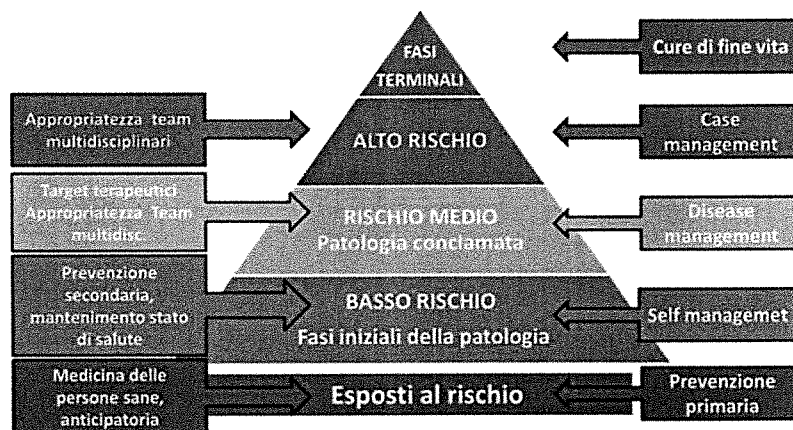 FASI
TERMINALI
Cure di fine vita
Appropriatezza team
multidisciplinari
ALTO RISCHIO
Case
management
Target terapeutici
Appropriatezza Team
multidisc.
RISCHIO MEDIO
Patologia conclamata
Disease
management
Prevenzione
secondaria,
mantenimento stato
di salute
BASSO RISCHIO
Fasi iniziali della patologia
Self managemet
Medicina delle
persone sane,
anticipatoria
Esposti al rischio
Prevenzione
primaria